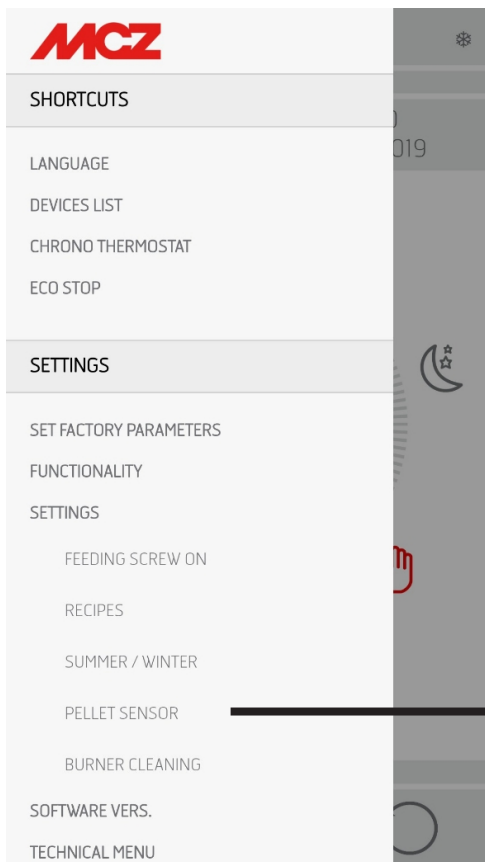 MCZ
SHORTCUTS
019
LANGUAGE
DEVICES LIST
CHRONO THERMOSTAT
ECO STOP
SETTINGS
SET FACTORY PARAMETERS
FUNCTIONALITY
SETTINGS
FEEDING SCREW ON
RECIPES
SUMMER / WINTER
PELLET SENSOR
BURNER CLEANING
SOFTWARE VERS.
TECHNICAL MENU